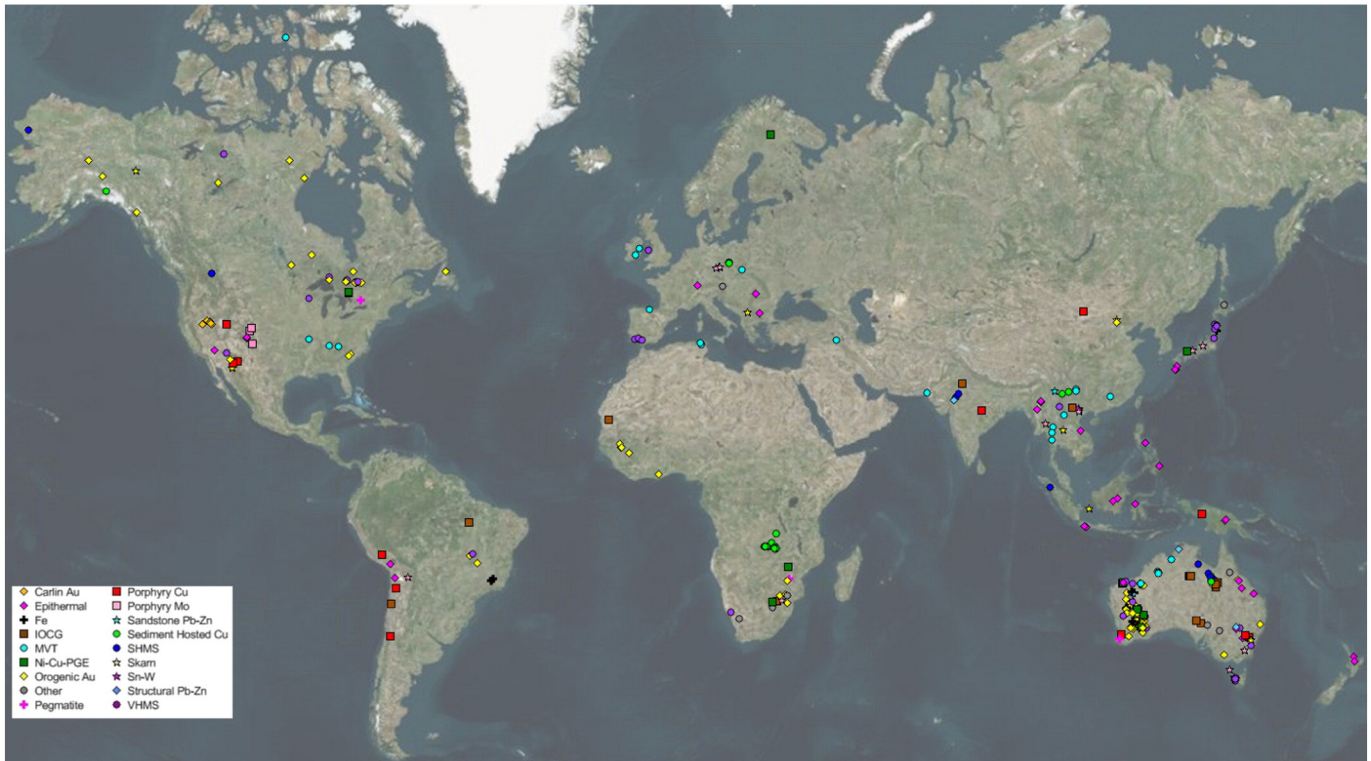 Carlin Au
Epithermal
Fe
IOCG
MVT
Ni-Cu-PGE
Orogenic Au
Other
Pegmatite
Porphyry Cu
Porphyry Mo
Sandstone Pb-Zn
Sediment Hosted Cu
SHMS
Skarn
Sn-W
Structural Pb-Zn
VHMS